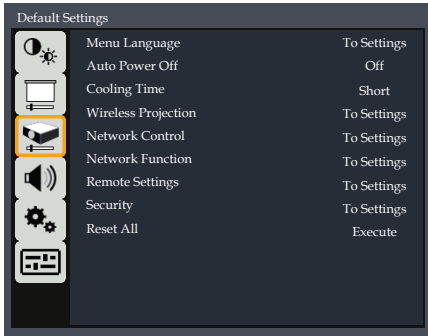 Default Settings
Menu Language To Settings
Auto Power Off Off
Cooling Time Short
Wireless Projection To Settings
Network Control To Settings
Network Function To Settings
Remote Settings To Settings
Security To Settings
Reset All Execute